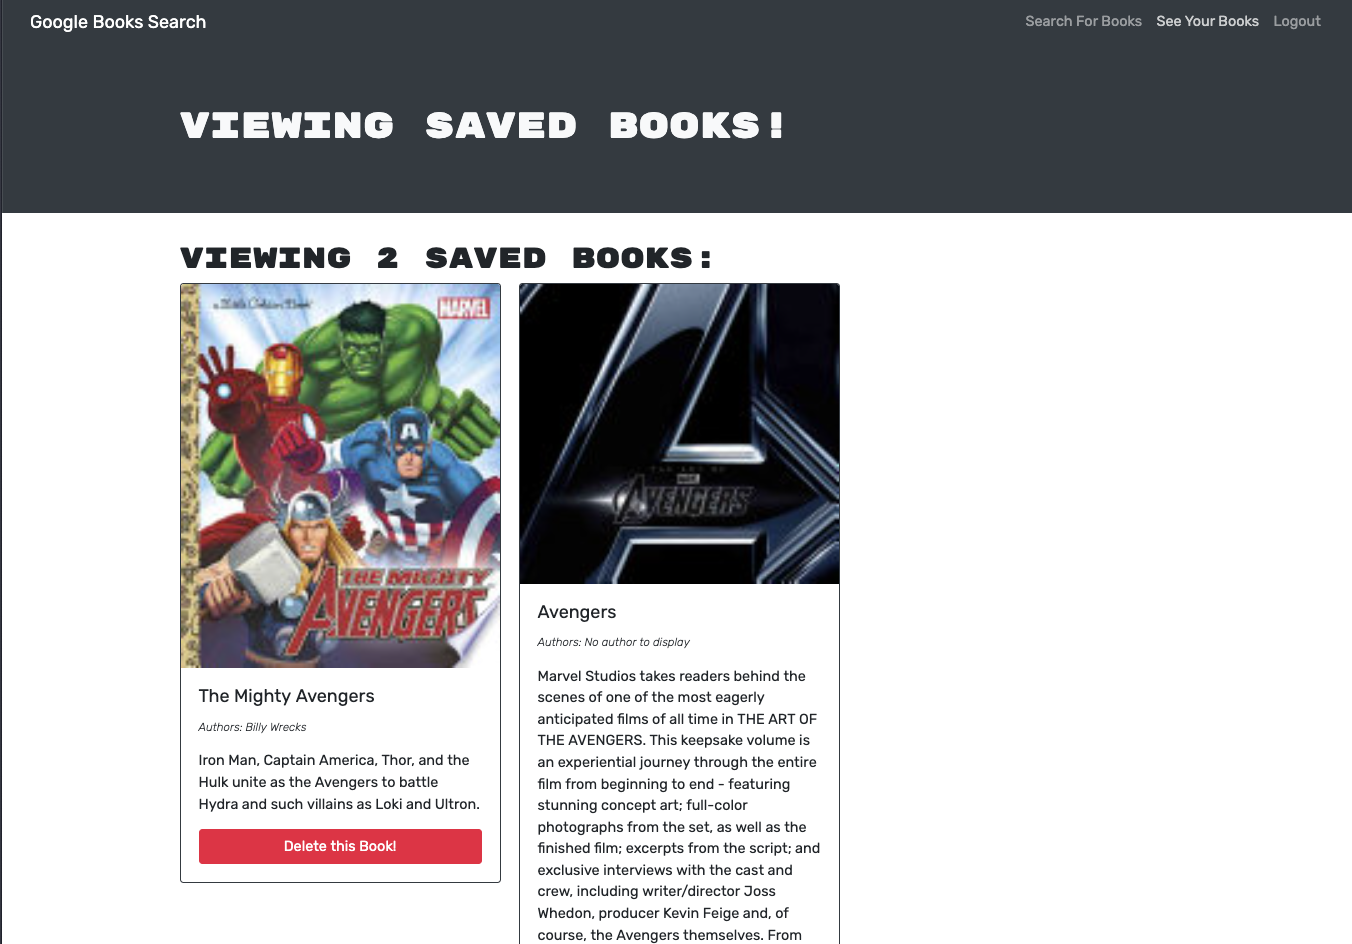 Google Books Search
Search For Books
See Your Books
Logout
VIEWING SAVED BOOKS!
VIEWING 2 SAVED BOOKS:
a Little Golden Book
MARVEL
THE MIGHTY
AVENGERS
The Mighty Avengers
Authors: Billy Wrecks
Iron Man, Captain America, Thor, and the
Hulk unite as the Avengers to battle
Hydra and such villains as Loki and Ultron.
Delete this Book!
THE ART OF
MARVEL
AVENGERS
Avengers
Authors: No author to display
Marvel Studios takes readers behind the
scenes of one of the most eagerly
anticipated films of all time in THE ART OF
THE AVENGERS. This keepsake volume is
an experiential journey through the entire
film from beginning to end - featuring
stunning concept art; full-color
photographs from the set, as well as the
finished film; excerpts from the script; and
exclusive interviews with the cast and
crew, including writer/director Joss
Whedon, producer Kevin Feige and, of
course, the Avengers themselves. From